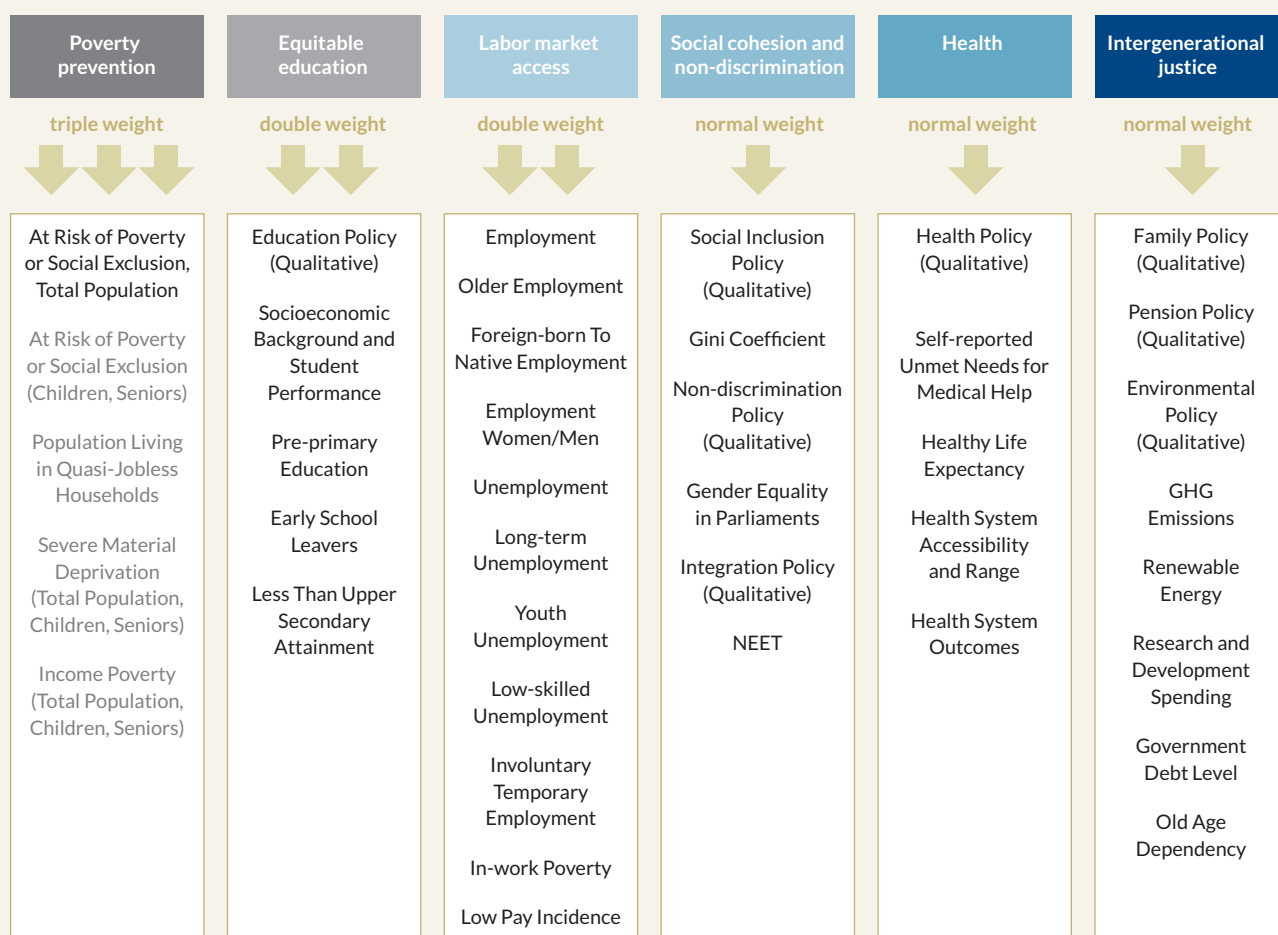 Poverty
prevention
triple weight
At Risk of Poverty
or Social Exclusion,
Total Population
At Risk of Poverty
or Social Exclusion
(Children, Seniors)
Population Living
in Quasi-Jobless
Households
Severe Material
Deprivation
(Total Population,
Children, Seniors)
Income Poverty
(Total Population,
Children, Seniors)
Equitable
education
double weight
Education Policy
(Qualitative)
Socioeconomic
Background and
Student
Performance
Pre-primary
Education
Early School
Leavers
Less Than Upper
Secondary
Attainment
Labor market
access
double weight
Employment
Older Employment
Foreign-born To
Native Employment
Employment
Women/Men
Unemployment
Long-term
Unemployment
Youth
Unemployment
Low-skilled
Unemployment
Involuntary
Temporary
Employment
In-work Poverty
Low Pay Incidence
Social cohesion and
non-discrimination
normal weight
Social Inclusion
Policy
(Qualitative)
Gini Coefficient
Non-discrimination
Policy
(Qualitative)
Gender Equality
in Parliaments
Integration Policy
(Qualitative)
NEET
Health
normal weight
Health Policy
(Qualitative)
Self-reported
Unmet Needs for
Medical Help
Healthy Life
Expectancy
Health System
Accessibility
and Range
Health System
Outcomes
Intergenerational
justice
normal weight
Family Policy
(Qualitative)
Pension Policy
(Qualitative)
Environmental
Policy
(Qualitative)
GHG
Emissions
Renewable
Energy
Research and
Development
Spending
Government
Debt Level
Old Age
Dependency